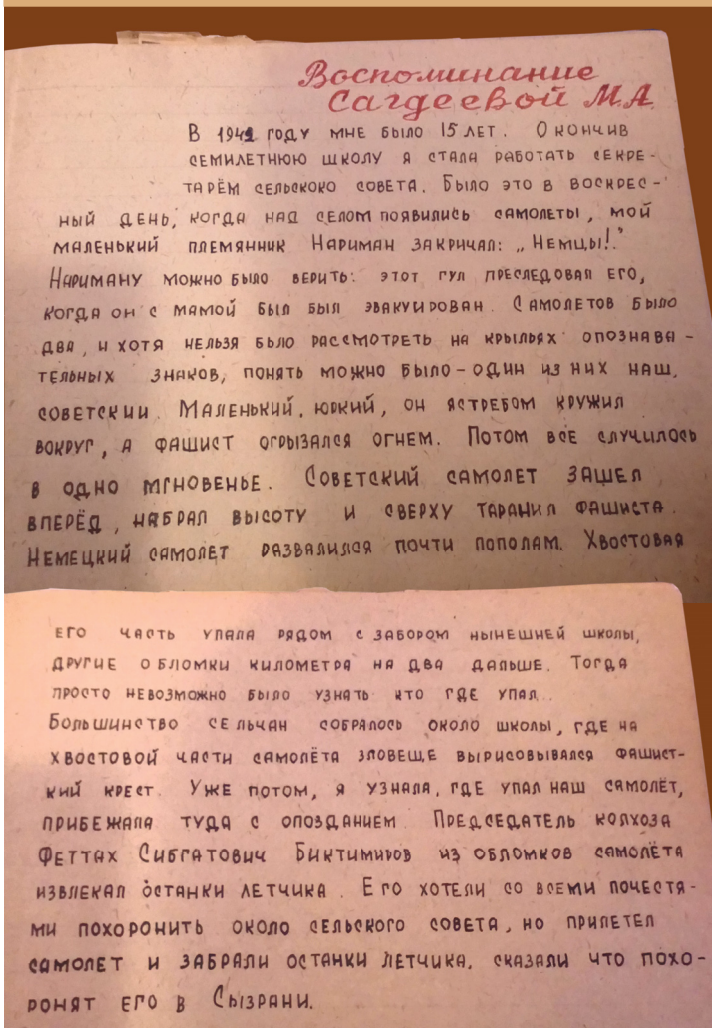 Воспоминание
Сагдеевой М.А.
В 1942 году мне было 15 лет. Окончив
семилетнюю школу я стала работать секре-
тарём сельского совета. Было это в воскрес-
ный день, когда над селом появились самолеты, мой
маленький племянник Нариман закричал: „Немцы!"
Нариману можно было верить: этот гул преследовал его,
когда он с мамой был был эвакуирован. Самолетов было
два, и хотя нельзя было рассмотреть на крыльях опознава-
тельных знаков, понять можно было - один из них наш,
советский. Маленький, юркий, он ястребом кружил
вокруг, а фашист огрызался огнем. Потом все случилось
в одно мгновенье. Советский самолет зашел
вперёд, набрал высоту и сверху таранил фашиста.
Немецкий самолет развалился почти пополам. Хвостовая
его часть упала рядом с забором нынешней школы,
другие обломки километра на два дальше. Тогда
просто невозможно было узнать кто где упал..
Большинство сельчан собралось около школы, где на
хвостовой части самолёта зловеще вырисовывался фашист-
кий крест. Уже потом, я узнала, где упал наш самолёт,
прибежала туда с опозданием. Председатель колхоза
Феттах Сибгатович Биктимиров из обломков самолёта
извлекал останки летчика. Его хотели со всеми почестя-
ми похоронить около сельского совета, но прилетел
самолет и забрали останки летчика, сказали что похо-
ронят его в Сызрани.